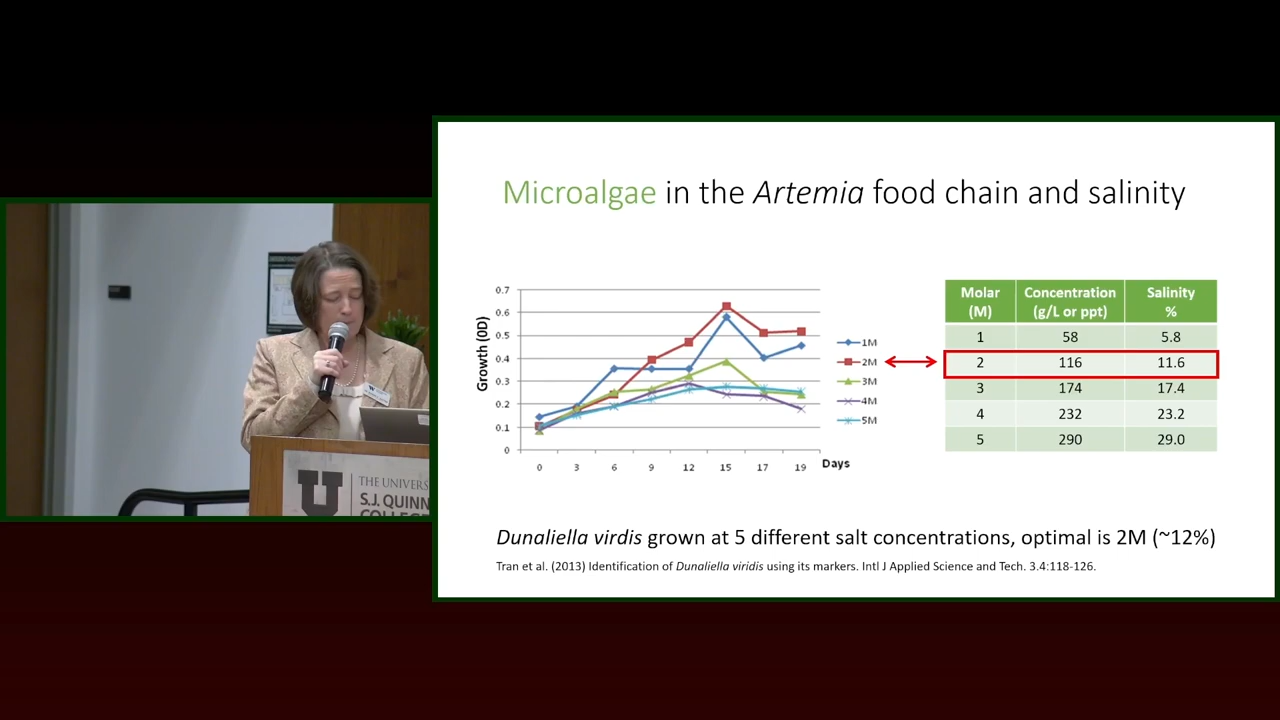 Microalgae in the Artemia food chain and salinity
Growth (OD)
0.7
0.6
0.5
0.4
0.3
0.2
0.1
0
0 3 6 9 12 15 17 19
Days
1M
2M
3M
4M
5M
Molar (M) Concentration (g/L or ppt) Salinity %
1 58 5.8
2 116 11.6
3 174 17.4
4 232 23.2
5 290 29.0
Dunaliella virdis grown at 5 different salt concentrations, optimal is 2M (~12%)
Tran et al. (2013) Identification of Dunaliella viridis using its markers. Intl J Applied Science and Tech. 3.4:118-126.
U
THE UNIVERS
S.J. QUINN
COLLEGE